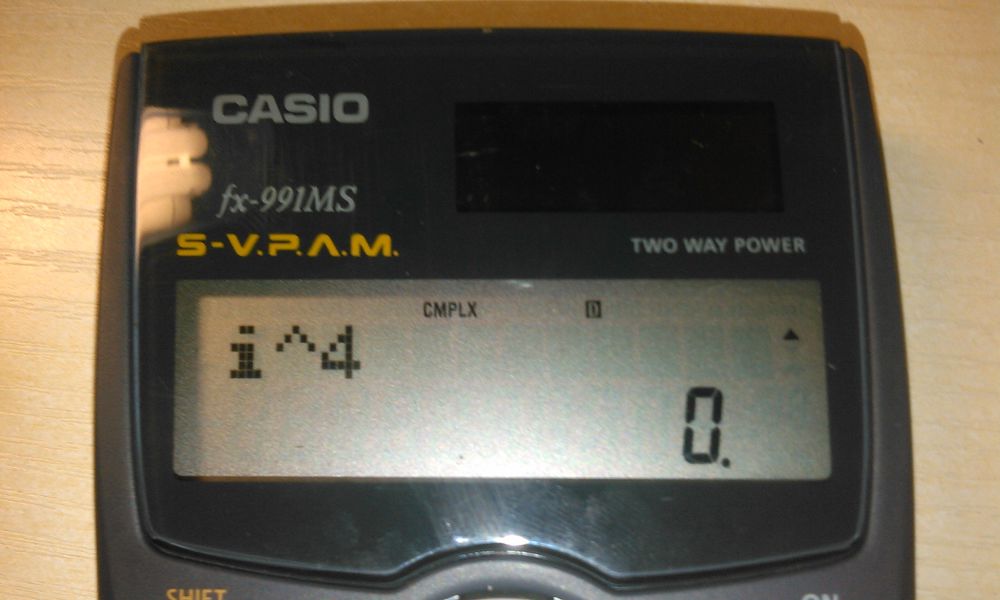 CASIO
fx-991MS
S-V.P.A.M.
TWO WAY POWER
CMPLX D
i^4
0.
SHIFT
ON